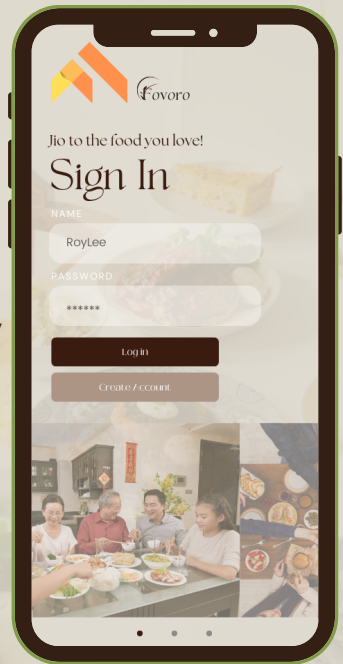 Fovoro
Jio to the food you love!
Sign In
NAME
RoyLee
PASSWORD
******
Log in
Create Account